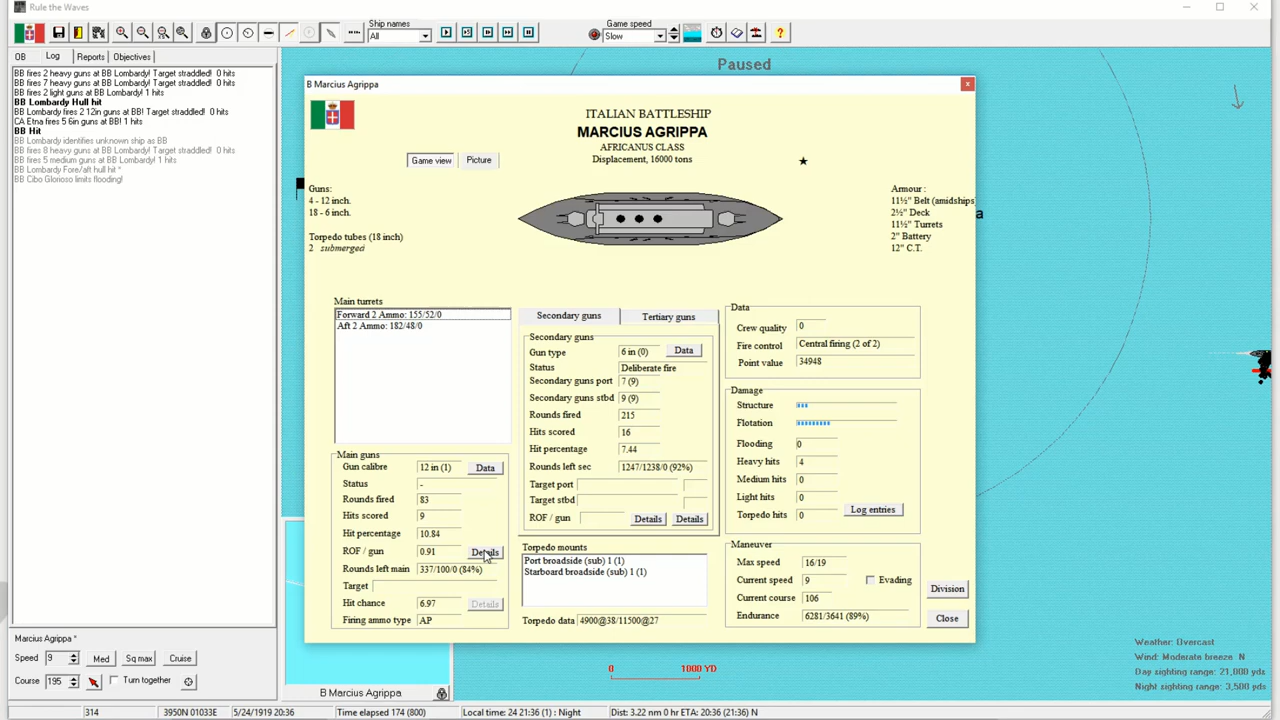 Rule the Waves
Ship names
All
Game speed
Slow
OB
Log
Reports
Objectives
BB fires 2 heavy guns at BB Lombardy! Target straddled! 0 hits
BB fires 7 heavy guns at BB Lombardy! Target straddled! 0 hits
BB fires 2 light guns at BB Lombardy! 1 hits
BB Lombardy Hull hit
BB Lombardy fires 2 12in guns at BB! Target straddled! 0 hits
CA Etna fires 5 6in guns at BB! 1 hits
BB Hit
BB Lombardy identifies unknown ship as BB
BB fires 8 heavy guns at BB Lombardy! Target straddled! 0 hits
BB fires 5 medium guns at BB Lombardy! 1 hits
BB Lombardy Fore/aft hull hit *
BB Cibo Glorioso limits flooding!
Paused
B Marcius Agrippa
x
ITALIAN BATTLESHIP
MARCIUS AGRIPPA
AFRICANUS CLASS
Displacement, 16000 tons
Game view
Picture
Guns:
4 - 12 inch.
18 - 6 inch.
Torpedo tubes (18 inch)
2 submerged
Armour :
11½" Belt (amidships
2½" Deck
11½" Turrets
2" Battery
12" C.T.
a
Main turrets
Forward 2 Ammo: 155/52/0
Aft 2 Ammo: 182/48/0
Main guns
Gun calibre 12 in (1) Data
Status -
Rounds fired 83
Hits scored 9
Hit percentage 10.84
ROF / gun 0.91 Details
Rounds left main 337/100/0 (84%)
Target
Hit chance 6.97 Details
Firing ammo type AP
Secondary guns
Tertiary guns
Secondary guns
Gun type 6 in (0) Data
Status Deliberate fire
Secondary guns port 7 (9)
Secondary guns stbd 9 (9)
Rounds fired 215
Hits scored 16
Hit percentage 7.44
Rounds left sec 1247/1238/0 (92%)
Target port
Target stbd
ROF / gun Details Details
Torpedo mounts
Port broadside (sub) 1 (1)
Starboard broadside (sub) 1 (1)
Torpedo data 4900@38/11500@27
Data
Crew quality 0
Fire control Central firing (2 of 2)
Point value 34948
Damage
Structure
Flotation
Flooding 0
Heavy hits 4
Medium hits 0
Light hits 0
Torpedo hits 0
Log entries
Maneuver
Max speed 16/19
Current speed 9 Evading
Current course 106
Endurance 6281/3641 (89%)
Division
Close
Marcius Agrippa *
Speed 9 Med Sq max Cruise
Course 195 Turn together
B Marcius Agrippa
0 1000 YD
Weather: Overcast
Wind: Moderate breeze N
Day sighting range: 21,800 yds
Night sighting range: 3,500 yds
314 3950N 01033E 5/24/1919 20:36 Time elapsed 174 (800) Local time: 24 21:36 (1) : Night Dist: 3.22 nm 0 hr ETA: 20:36 (21:36) N